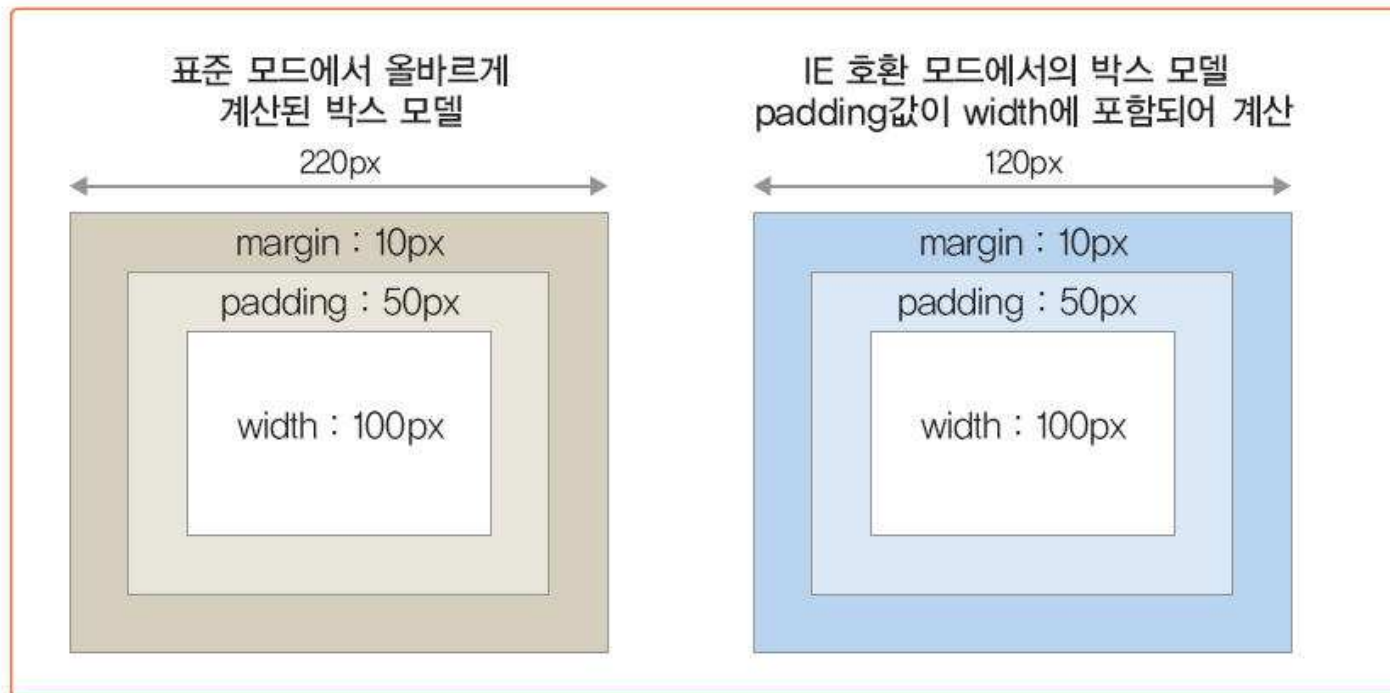 표준 모드에서 올바르게
계산된 박스 모델
220px
margin : 10px
padding : 50px
width : 100px
IE 호환 모드에서의 박스 모델
padding값이 width에 포함되어 계산
120px
margin : 10px
padding : 50px
width : 100px